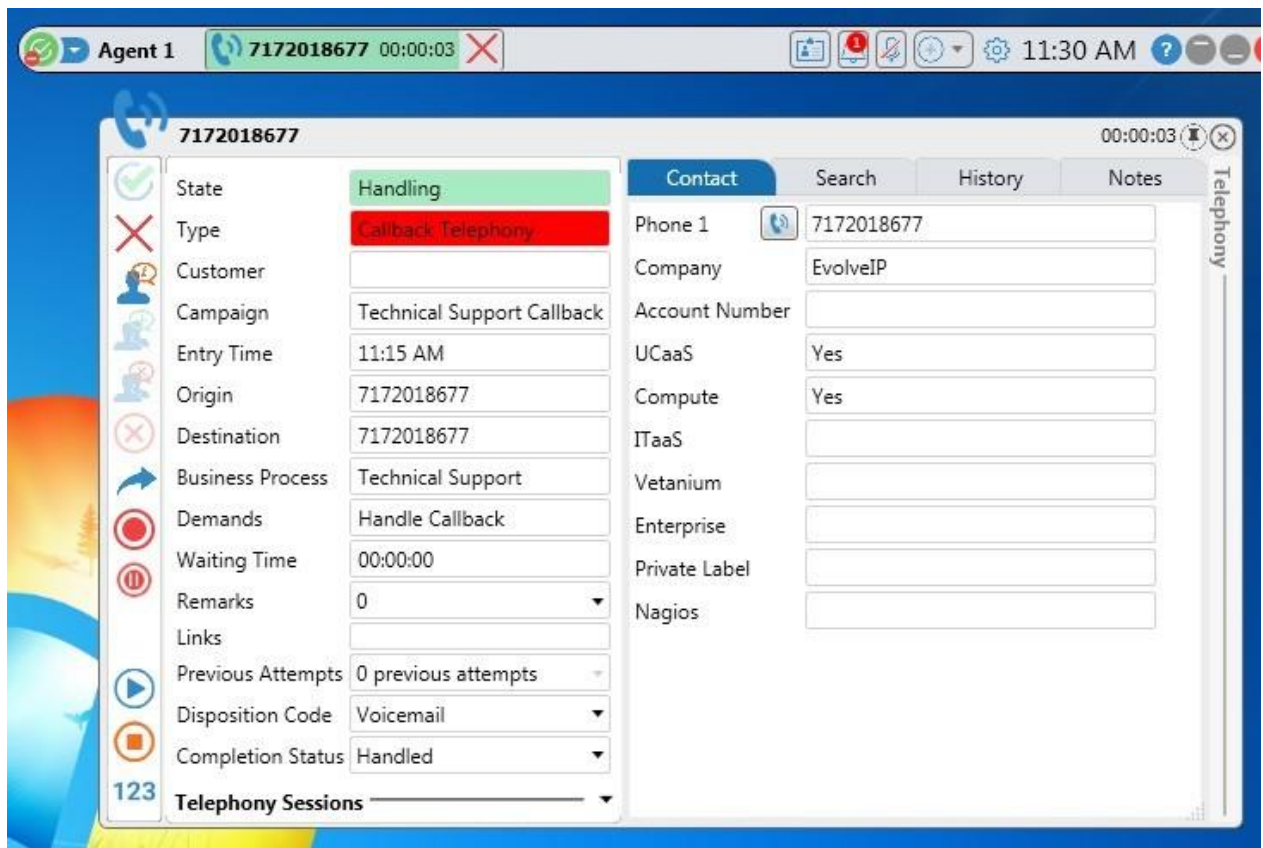 Agent 1 7172018677 00:00:03 1 11:30 AM ?
7172018677 00:00:03
Contact Search History Notes
Telephony
State Handling
Type Callback Telephony
Customer
Campaign Technical Support Callback
Entry Time 11:15 AM
Origin 7172018677
Destination 7172018677
Business Process Technical Support
Demands Handle Callback
Waiting Time 00:00:00
Remarks 0
Links
Previous Attempts 0 previous attempts
Disposition Code Voicemail
Completion Status Handled
123
Telephony Sessions
Phone 1 7172018677
Company EvolveIP
Account Number
UCaaS Yes
Compute Yes
ITaaS
Vetanium
Enterprise
Private Label
Nagios